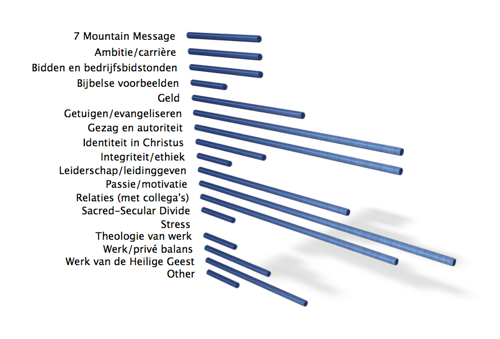 7 Mountain Message
Ambitie/carrière
Bidden en bedrijfsbidstonden
Bijbelse voorbeelden
Geld
Getuigen/evangeliseren
Gezag en autoriteit
Identiteit in Christus
Integriteit/ethiek
Leiderschap/leidinggeven
Passie/motivatie
Relaties (met collega's)
Sacred-Secular Divide
Stress
Theologie van werk
Werk/privé balans
Werk van de Heilige Geest
Other